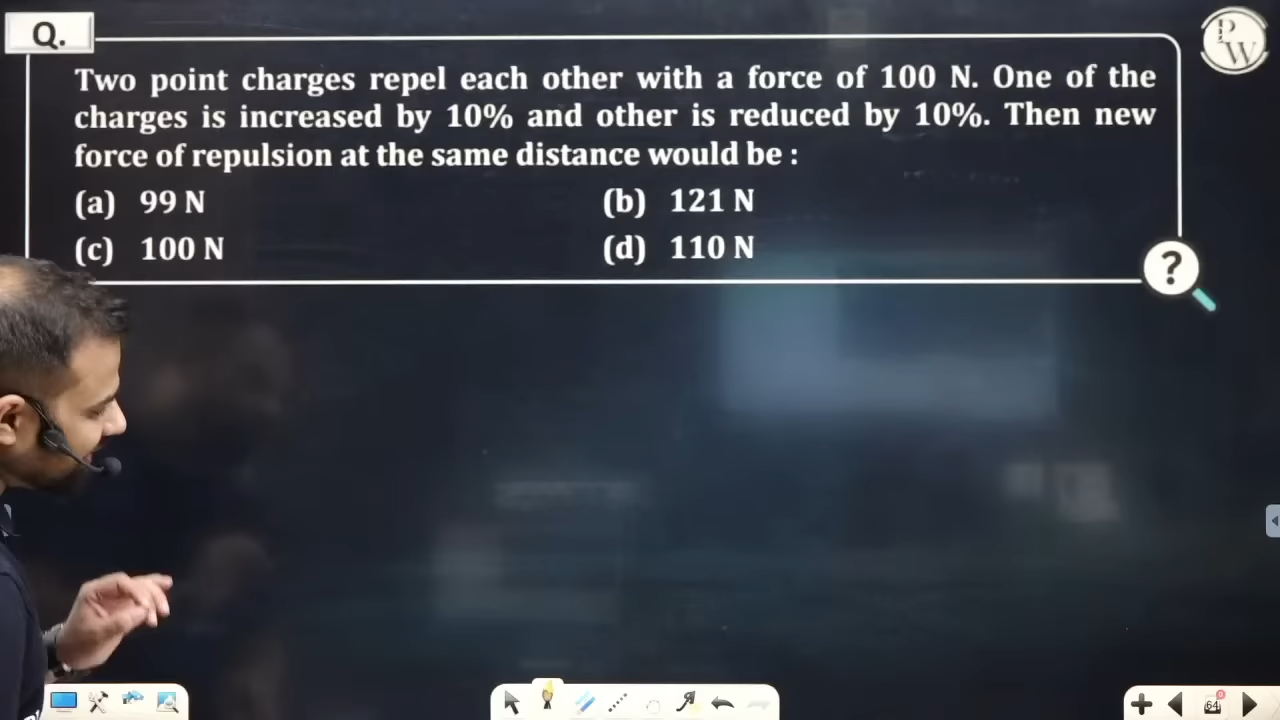 Q.
PW
Two point charges repel each other with a force of 100 N. One of the
charges is increased by 10% and other is reduced by 10%. Then new
force of repulsion at the same distance would be :
(a) 99 N (b) 121 N
(c) 100 N (d) 110 N
?
64